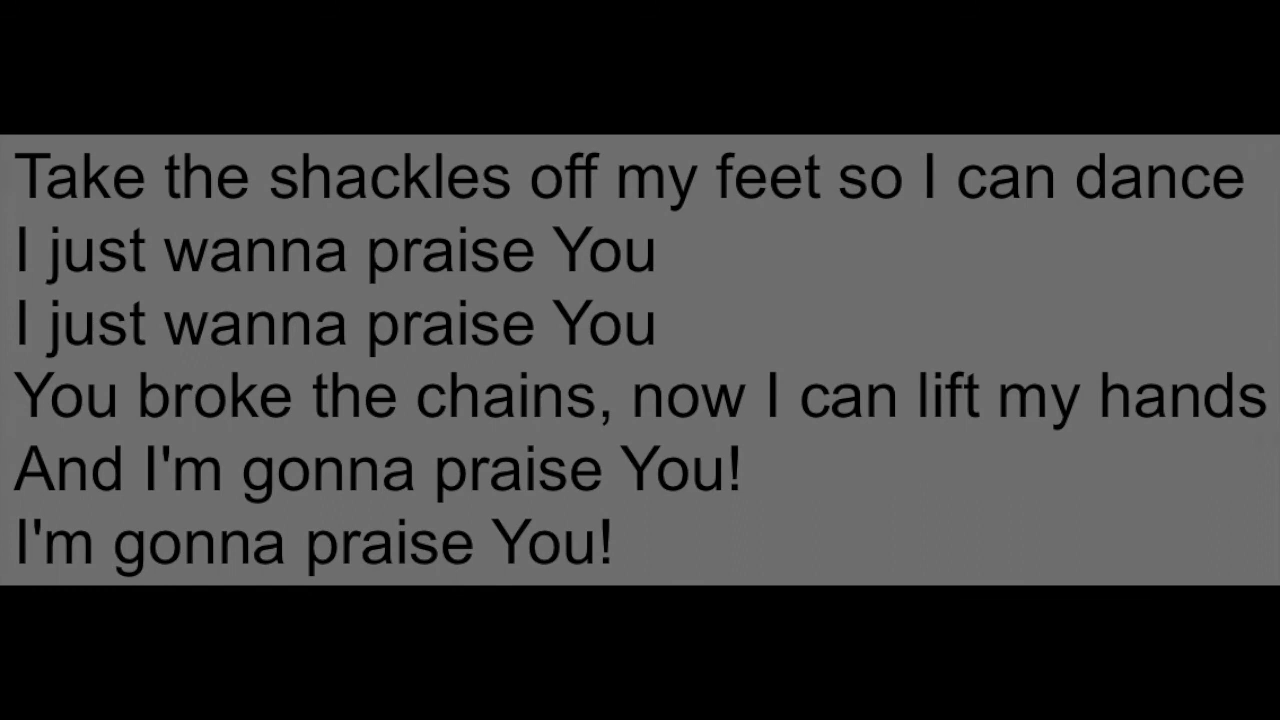 Take the shackles off my feet so I can dance
I just wanna praise You
I just wanna praise You
You broke the chains, now I can lift my hands
And I'm gonna praise You!
I'm gonna praise You!